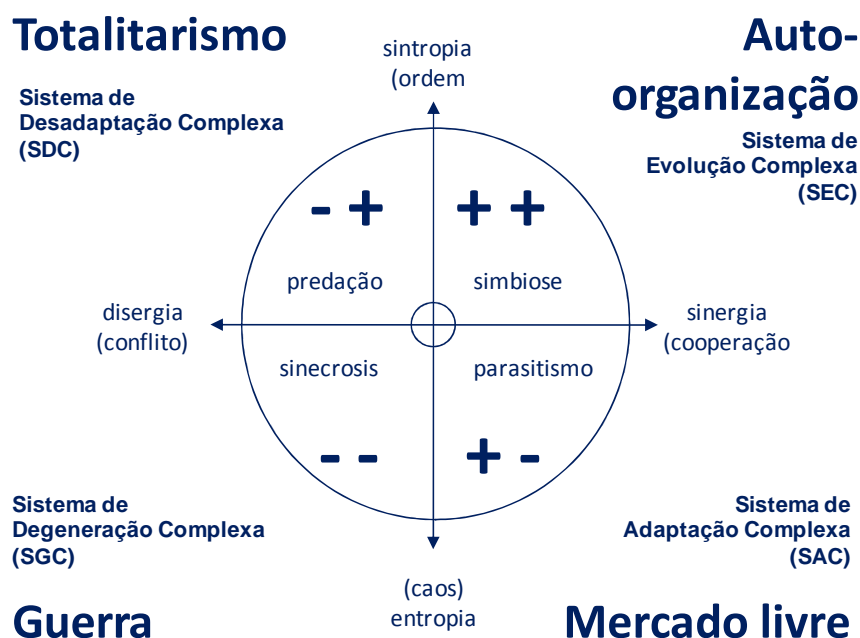 Totalitarismo
sintropia
(ordem
Auto-
organização
Sistema de
Desadaptação Complexa
(SDC)
Sistema de
Evolução Complexa
(SEC)
- +
+ +
predação
simbiose
disergia
(conflito)
sinergia
(cooperação
sinecrosis
parasitismo
- -
+ -
Sistema de
Degeneração Complexa
(SGC)
Sistema de
Adaptação Complexa
(SAC)
(caos)
entropia
Guerra
Mercado livre